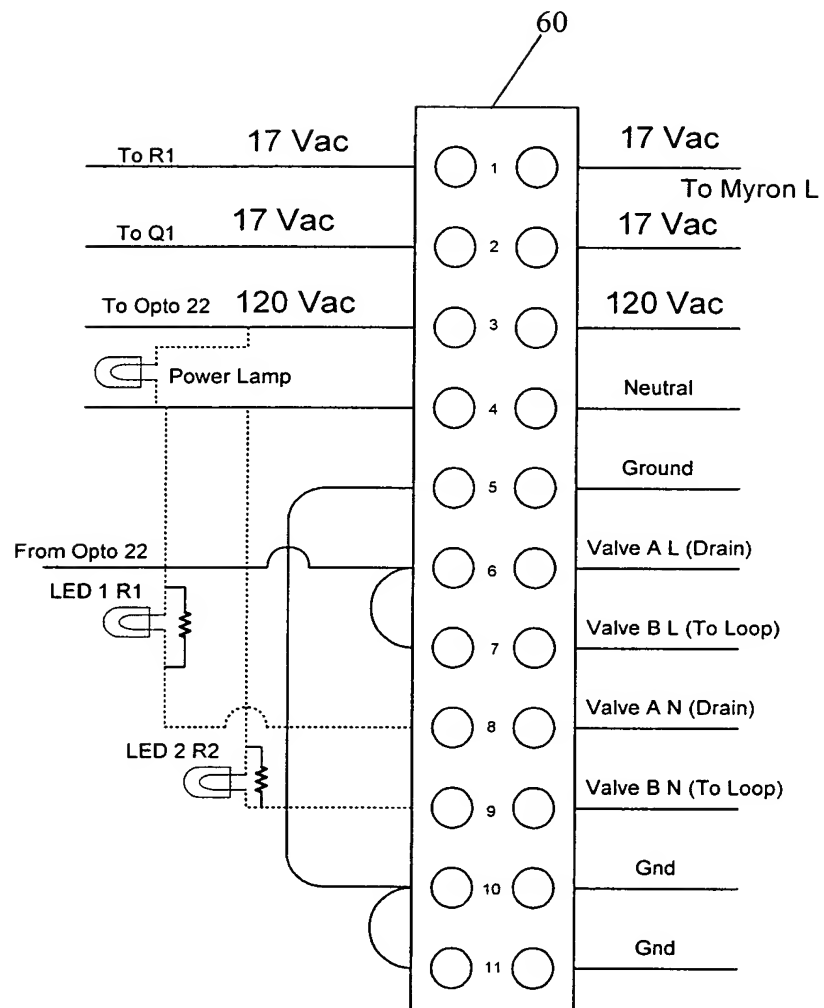 60
To R1 17 Vac 1 17 Vac
To Myron L
To Q1 17 Vac 2 17 Vac
To Opto 22 120 Vac 3 120 Vac
Power Lamp
4 Neutral
5 Ground
From Opto 22 6 Valve A L (Drain)
LED 1 R1
7 Valve B L (To Loop)
8 Valve A N (Drain)
LED 2 R2
9 Valve B N (To Loop)
10 Gnd
11 Gnd